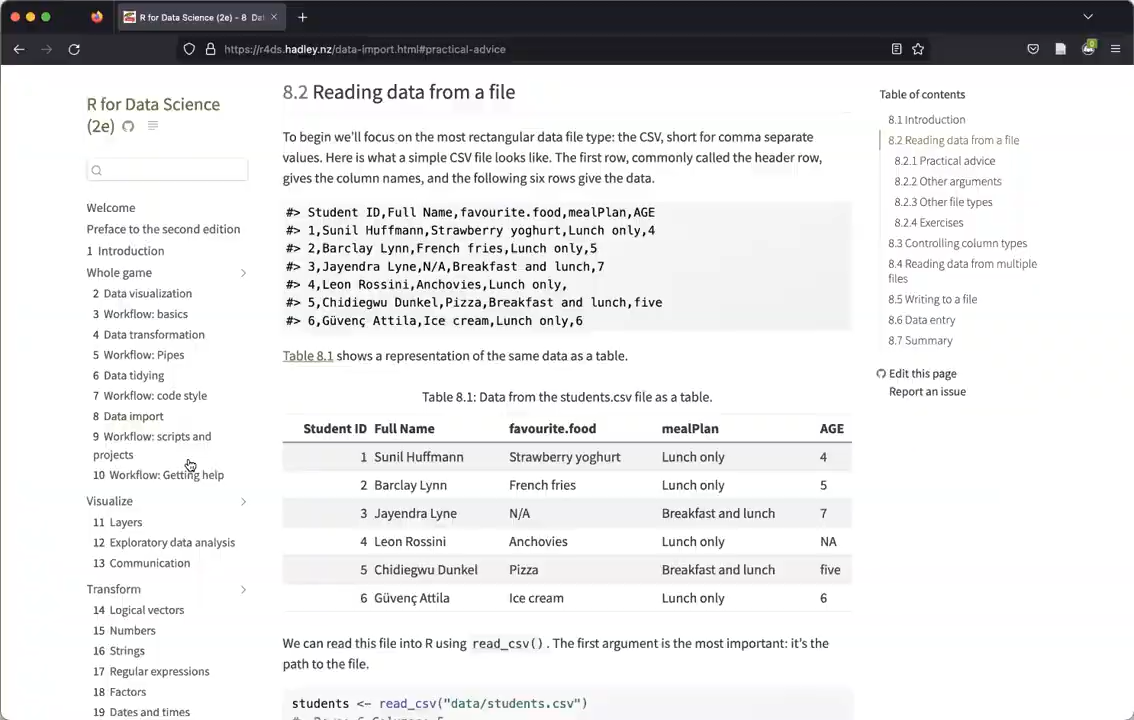 R for Data Science (2e) – 8 Dat
https://r4ds.hadley.nz/data-import.html#practical-advice
R for Data Science
(2e)
Welcome
Preface to the second edition
1 Introduction
Whole game
2 Data visualization
3 Workflow: basics
4 Data transformation
5 Workflow: Pipes
6 Data tidying
7 Workflow: code style
8 Data import
9 Workflow: scripts and
projects
10 Workflow: Getting help
Visualize
11 Layers
12 Exploratory data analysis
13 Communication
Transform
14 Logical vectors
15 Numbers
16 Strings
17 Regular expressions
18 Factors
19 Dates and times
8.2 Reading data from a file
To begin we'll focus on the most rectangular data file type: the CSV, short for comma separate
values. Here is what a simple CSV file looks like. The first row, commonly called the header row,
gives the column names, and the following six rows give the data.
#> Student ID,Full Name,favourite.food,mealPlan,AGE
#> 1,Sunil Huffmann,Strawberry yoghurt,Lunch only,4
#> 2,Barclay Lynn,French fries,Lunch only,5
#> 3,Jayendra Lyne,N/A,Breakfast and lunch,7
#> 4,Leon Rossini,Anchovies,Lunch only,
#> 5,Chidiegwu Dunkel,Pizza,Breakfast and lunch,five
#> 6,Güvenç Attila,Ice cream,Lunch only,6
Table 8.1 shows a representation of the same data as a table.
Table 8.1: Data from the students.csv file as a table.
Student ID Full Name favourite.food mealPlan AGE
1 Sunil Huffmann Strawberry yoghurt Lunch only 4
2 Barclay Lynn French fries Lunch only 5
3 Jayendra Lyne N/A Breakfast and lunch 7
4 Leon Rossini Anchovies Lunch only NA
5 Chidiegwu Dunkel Pizza Breakfast and lunch five
6 Güvenç Attila Ice cream Lunch only 6
We can read this file into R using read_csv(). The first argument is the most important: it's the
path to the file.
students <- read_csv("data/students.csv")
Table of contents
8.1 Introduction
8.2 Reading data from a file
8.2.1 Practical advice
8.2.2 Other arguments
8.2.3 Other file types
8.2.4 Exercises
8.3 Controlling column types
8.4 Reading data from multiple
files
8.5 Writing to a file
8.6 Data entry
8.7 Summary
Edit this page
Report an issue